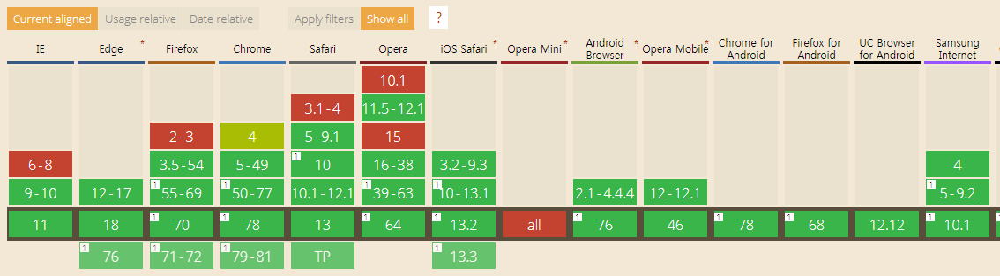 Current aligned Usage relative Date relative Apply filters Show all ?
IE Edge * Firefox Chrome Safari Opera iOS Safari * Opera Mini * Android Browser * Opera Mobile * Chrome for Android Firefox for Android UC Browser for Android Samsung Internet
10.1
3.1-4 11.5-12.1
2-3 4 5-9.1 15
6-8 3.5-54 5-49 1 10 16-38 3.2-9.3 4
9-10 12-17 1 55-69 1 50-77 10.1-12.1 1 39-63 1 10-13.1 2.1-4.4.4 12-12.1 1 5-9.2
11 18 1 70 1 78 13 1 64 1 13.2 all 1 76 46 1 78 1 68 12.12 1 10.1
1 76 1 71-72 1 79-81 TP 1 13.3